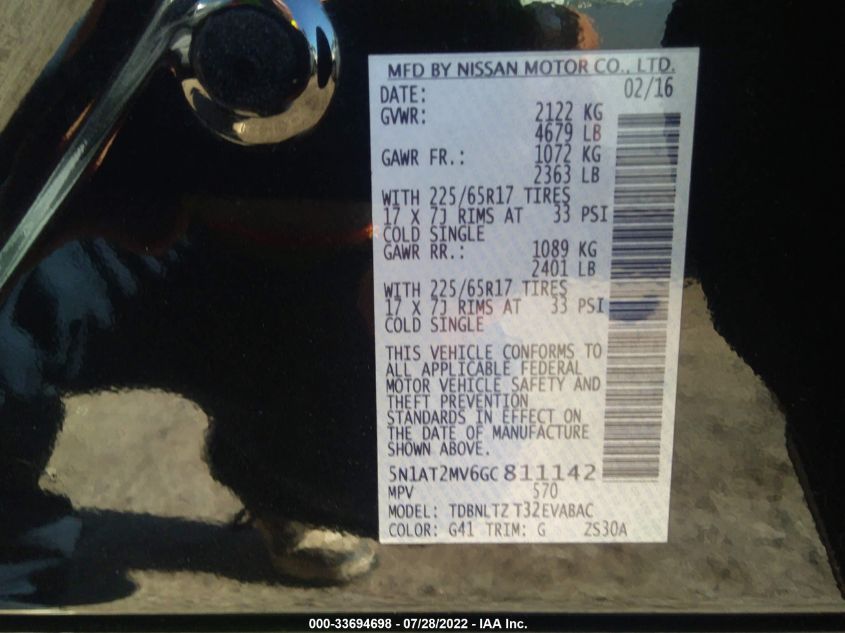 MFD BY NISSAN MOTOR CO., LTD.
DATE: 02/16
GVWR: 2122 KG
4679 LB
GAWR FR.: 1072 KG
2363 LB
WITH 225/65R17 TIRES
17 X 7J RIMS AT 33 PSI
COLD SINGLE
GAWR RR.: 1089 KG
2401 LB
WITH 225/65R17 TIRES
17 X 7J RIMS AT 33 PSI
COLD SINGLE
THIS VEHICLE CONFORMS TO
ALL APPLICABLE FEDERAL
MOTOR VEHICLE SAFETY AND
THEFT PREVENTION
STANDARDS IN EFFECT ON
THE DATE OF MANUFACTURE
SHOWN ABOVE.
5N1AT2MV6GC811142
MPV 570
MODEL: TDBNLTZ T32EVABAC
COLOR: G41 TRIM: G ZS30A
000-33694698 - 07/28/2022 - IAA Inc.